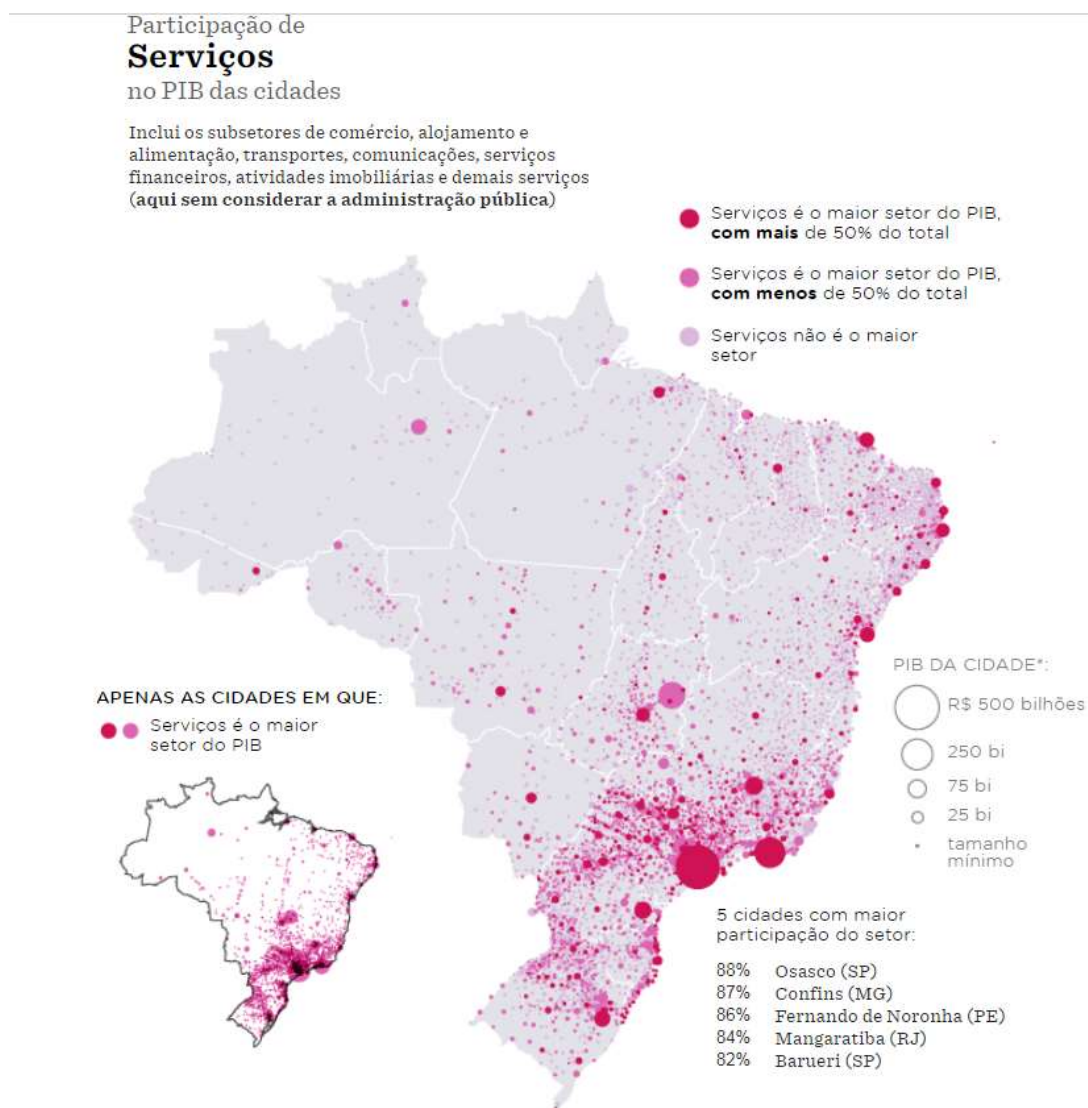 Participação de
Serviços
no PIB das cidades
Inclui os subsetores de comércio, alojamento e
alimentação, transportes, comunicações, serviços
financeiros, atividades imobiliárias e demais serviços
(aqui sem considerar a administração pública)
Serviços é o maior setor do PIB,
com mais de 50% do total
Serviços é o maior setor do PIB,
com menos de 50% do total
Serviços não é o maior
setor
PIB DA CIDADE*:
R$ 500 bilhões
250 bi
75 bi
25 bi
tamanho
mínimo
APENAS AS CIDADES EM QUE:
Serviços é o maior
setor do PIB
5 cidades com maior
participação do setor:
88% Osasco (SP)
87% Confins (MG)
86% Fernando de Noronha (PE)
84% Mangaratiba (RJ)
82% Barueri (SP)